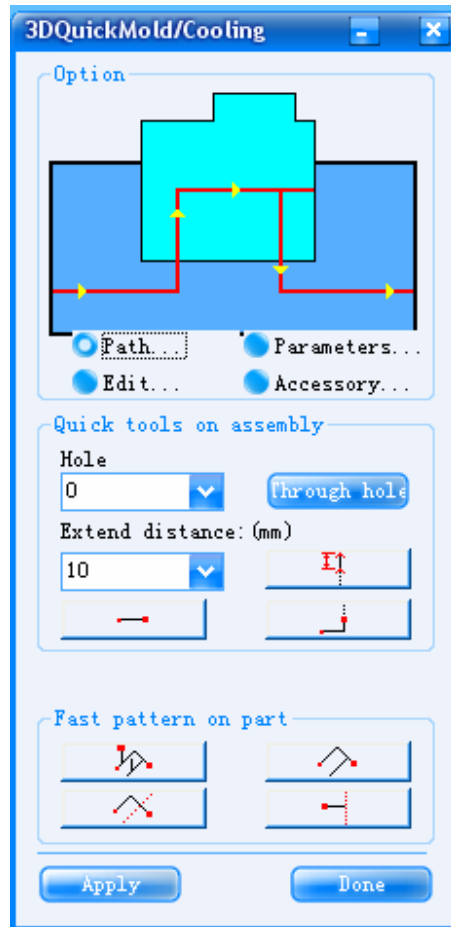 3DQuickMold/Cooling
Option
Path... Parameters...
Edit... Accessory...
Quick tools on assembly
Hole
0 Through hole
Extend distance:(mm)
10
Fast pattern on part
Apply Done